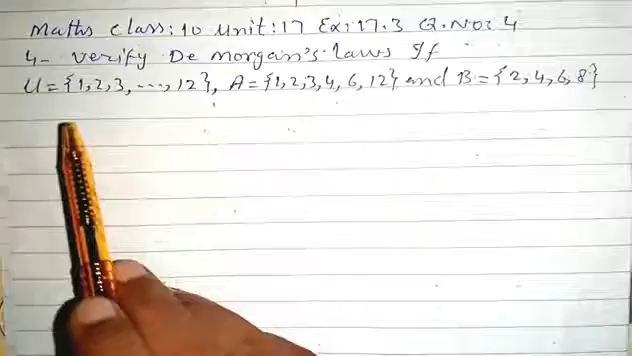 Maths class: 10 Unit: 17 Ex: 17.3 Q.No: 4
4- verify De morgan's laws If
U = {1, 2, 3, ---, 12}, A = {1, 2, 3, 4, 6, 12} and B = {2, 4, 6, 8}